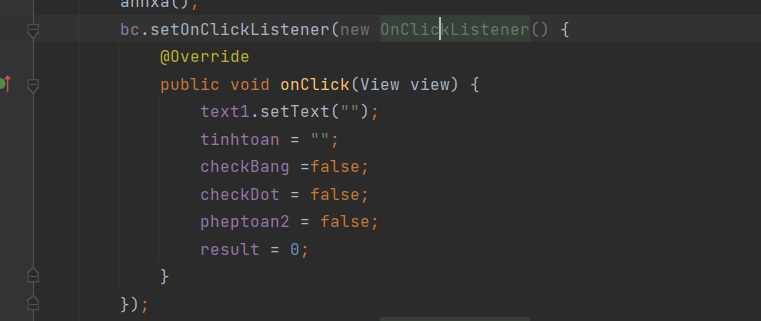 annxa();
bc.setOnClickListener(new OnClickListener() {
@Override
public void onClick(View view) {
text1.setText("");
tinhtoan = "";
checkBang =false;
checkDot = false;
pheptoan2 = false;
result = 0;
}
});